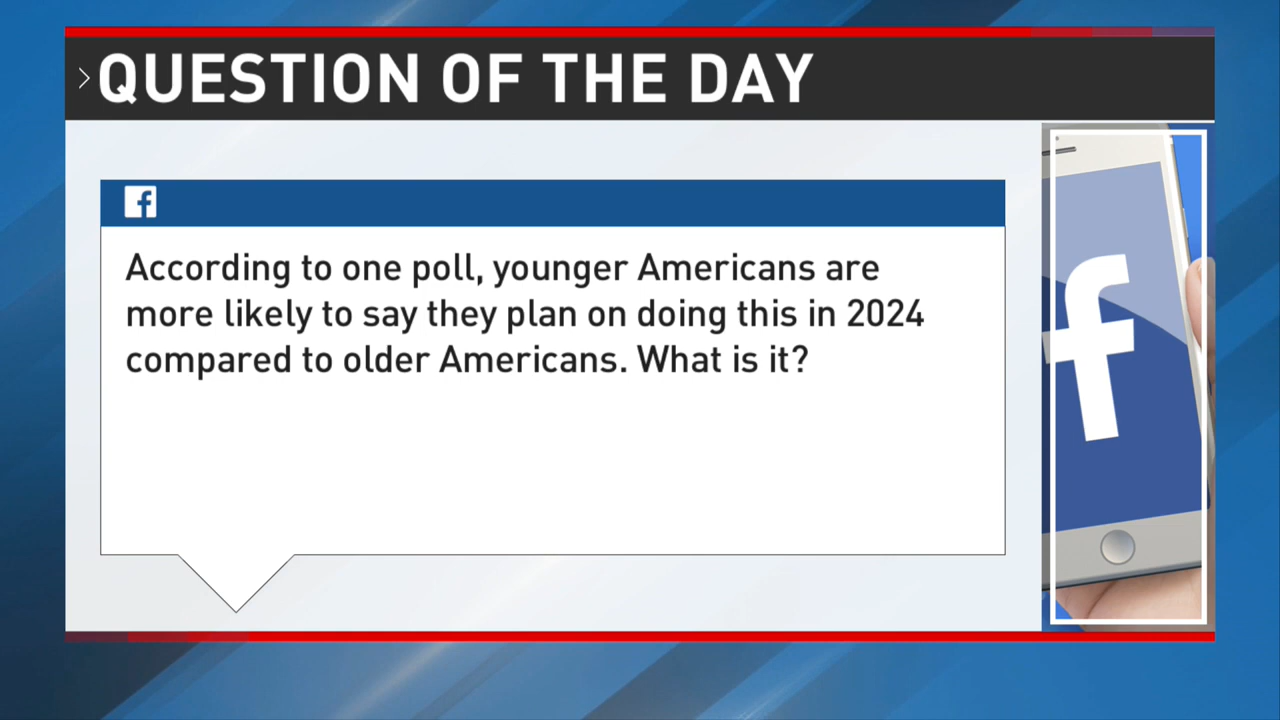 QUESTION OF THE DAY
According to one poll, younger Americans are
more likely to say they plan on doing this in 2024
compared to older Americans. What is it?